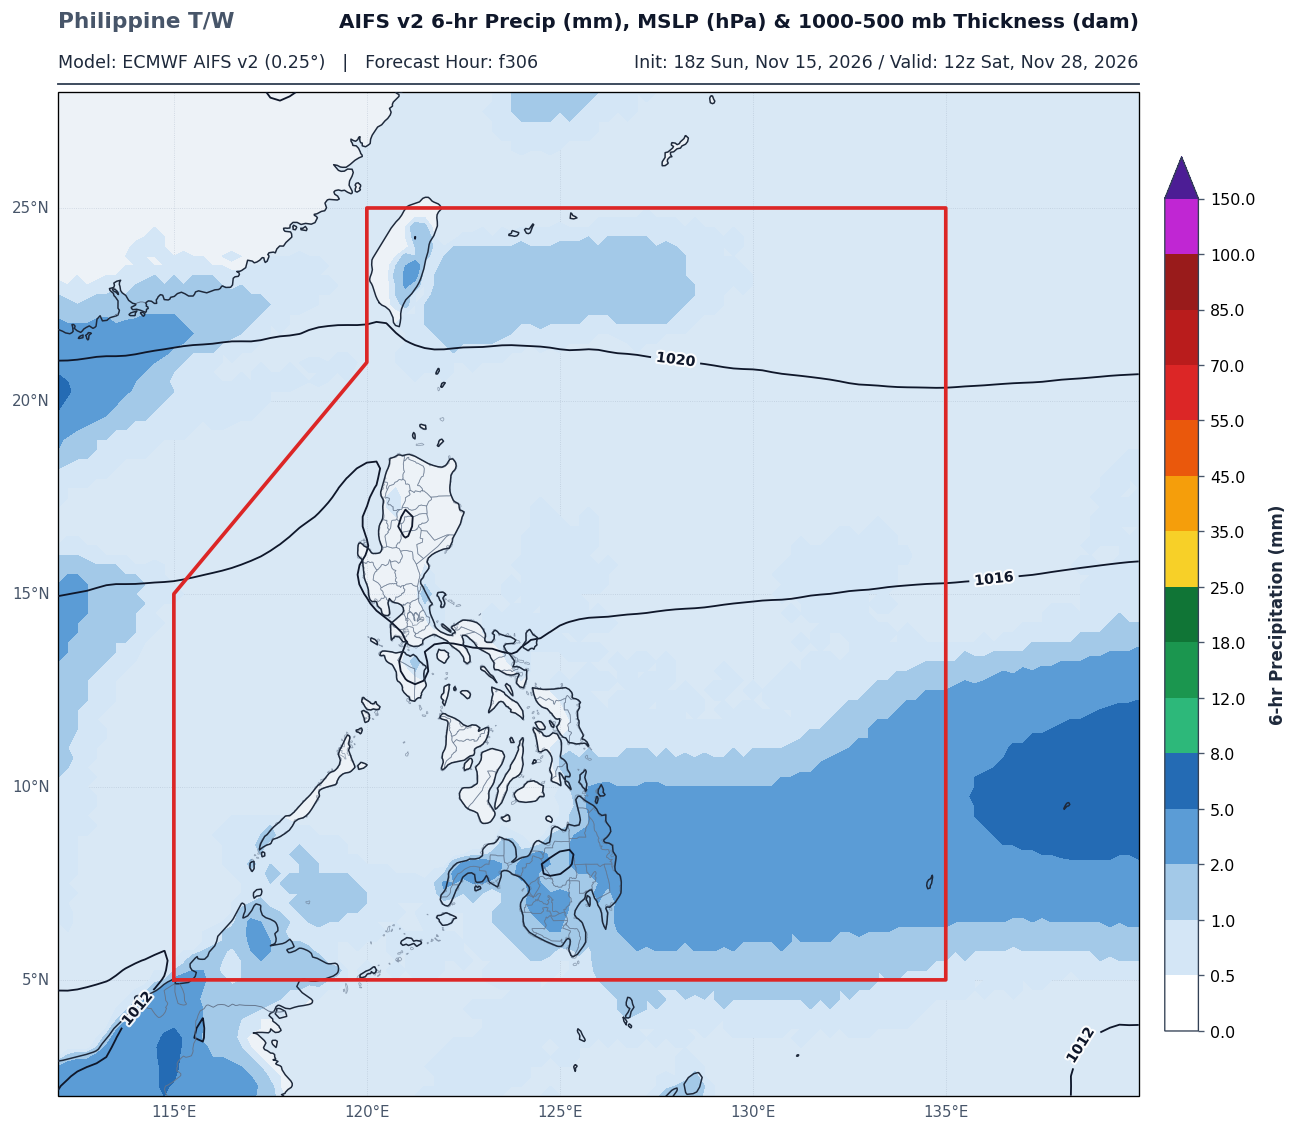 Philippine T/W
AIFS v2 6-hr Precip (mm), MSLP (hPa) & 1000-500 mb Thickness (dam)
Model: ECMWF AIFS v2 (0.25°)   |   Forecast Hour: f306
Init: 18z Sun, Nov 15, 2026 / Valid: 12z Sat, Nov 28, 2026
25°N
20°N
15°N
10°N
5°N
1020
1016
1012
1012
115°E
120°E
125°E
130°E
135°E
150.0
100.0
85.0
70.0
55.0
45.0
35.0
25.0
18.0
12.0
8.0
5.0
2.0
1.0
0.5
0.0
6-hr Precipitation (mm)